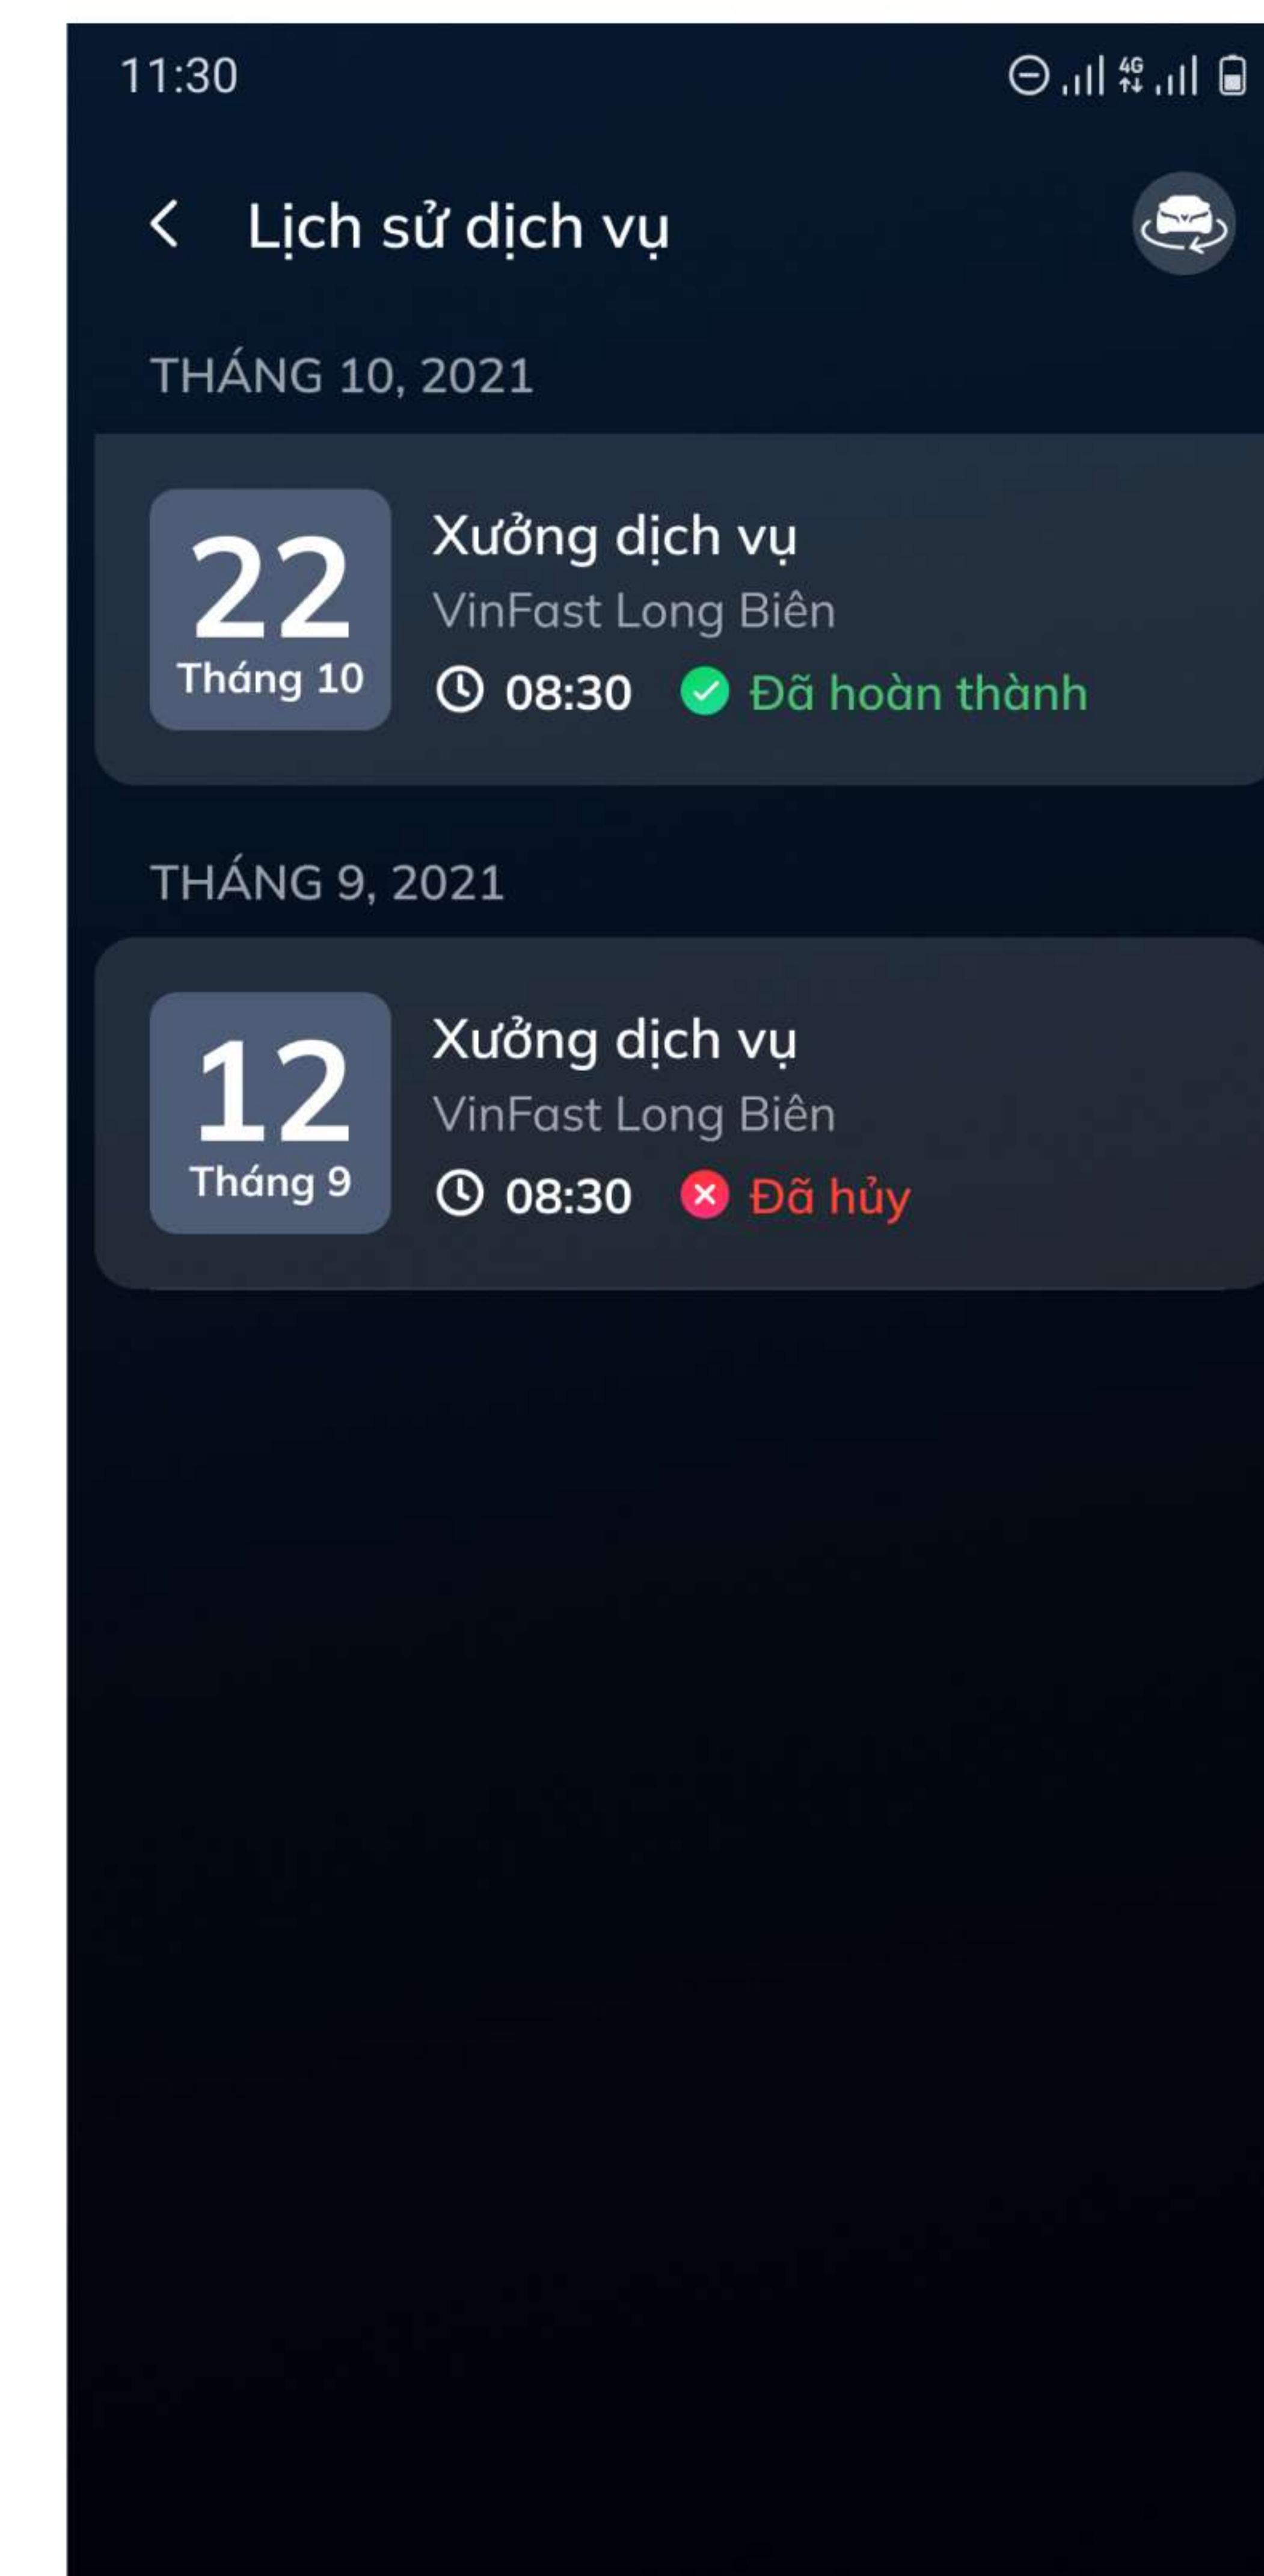 11:30
4G
Lịch sử dịch vụ
THÁNG 10, 2021
22
Tháng 10
Xưởng dịch vụ
VinFast Long Biên
08:30 Đã hoàn thành
THÁNG 9, 2021
12
Tháng 9
Xưởng dịch vụ
VinFast Long Biên
08:30 Đã hủy